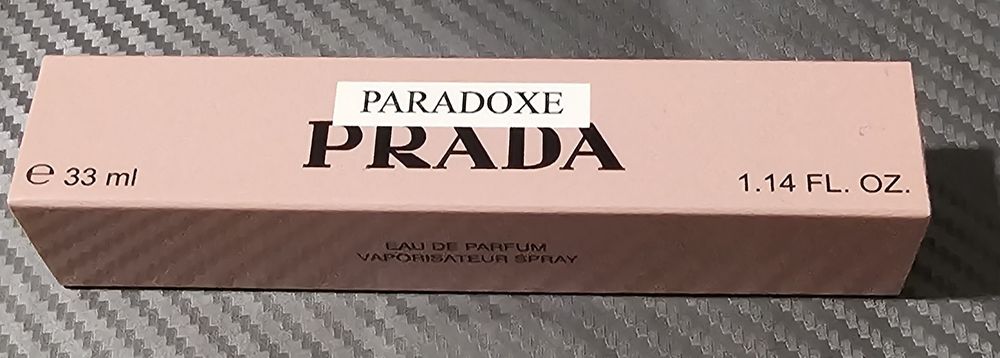 PARADOXE
PRADA
℮ 33 ml
1.14 FL. OZ.
EAU DE PARFUM
VAPORISATEUR SPRAY